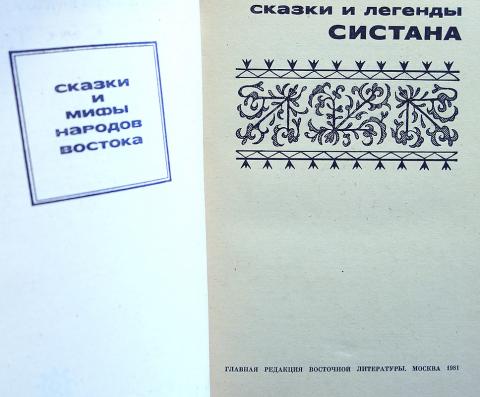 сказки
и
мифы
народов
востока
сказки и легенды
СИСТАНА
ГЛАВНАЯ РЕДАКЦИЯ ВОСТОЧНОЙ ЛИТЕРАТУРЫ. МОСКВА 1981